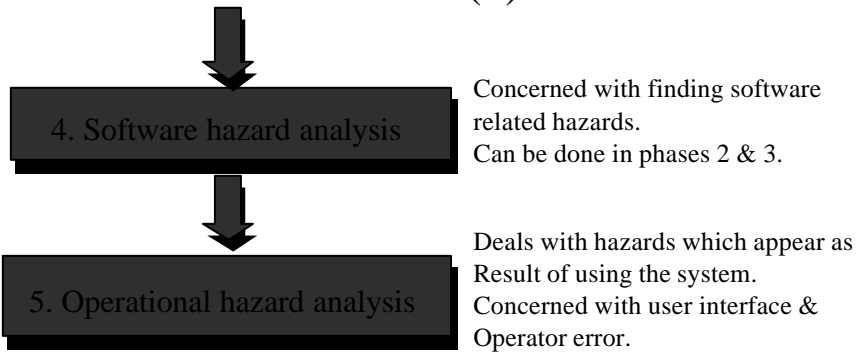 4. Software hazard analysis
Concerned with finding software
related hazards.
Can be done in phases 2 & 3.
5. Operational hazard analysis
Deals with hazards which appear as
Result of using the system.
Concerned with user interface &
Operator error.